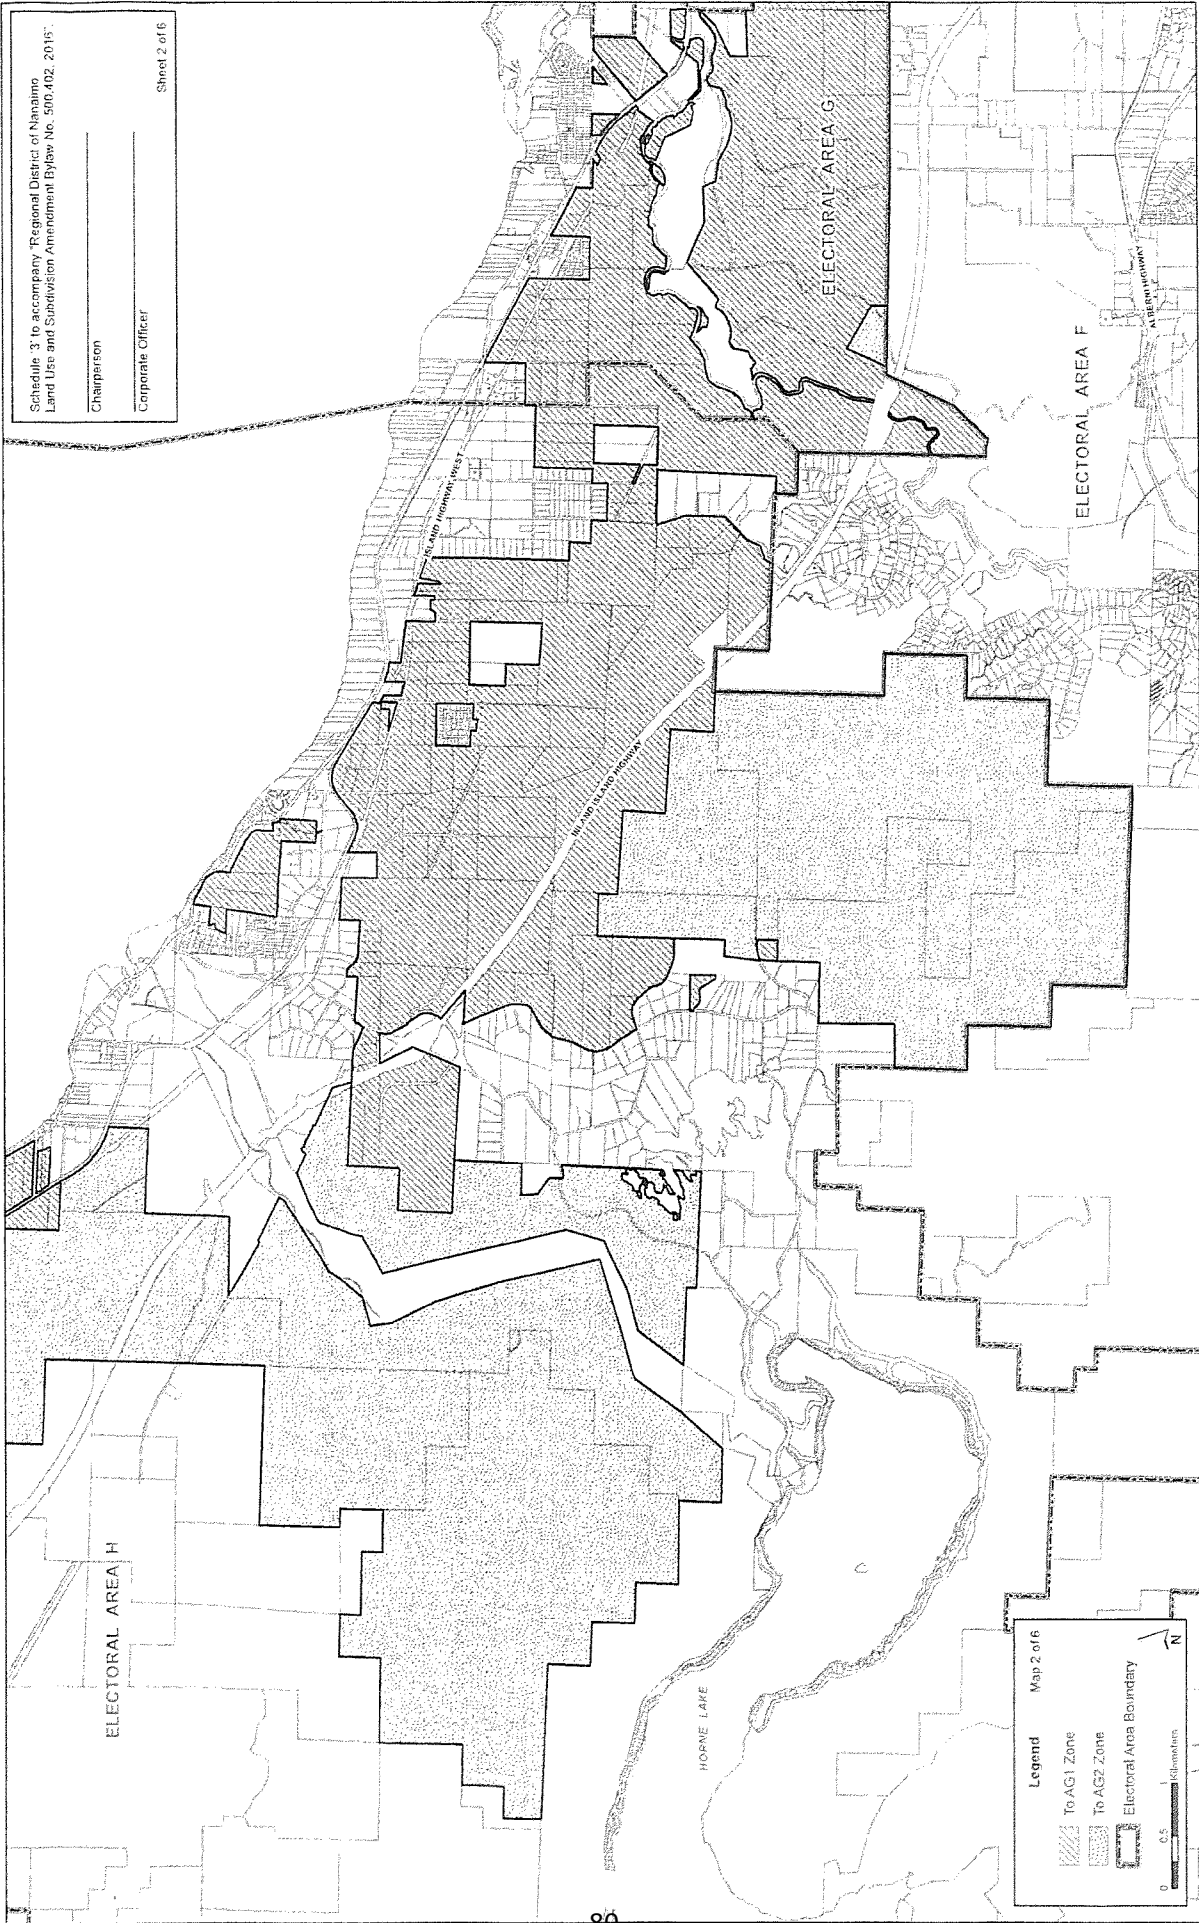 Schedule '3' to accompany "Regional District of Nanaimo
Land Use and Subdivision Amendment Bylaw No. 500.402, 2016".
Chairperson
Corporate Officer
Sheet 2 of 6
ELECTORAL AREA H
ELECTORAL AREA G
ELECTORAL AREA F
ISLAND HIGHWAY WEST
INLAND ISLAND HIGHWAY
ALBERNI HIGHWAY
HORNE LAKE
Legend Map 2 of 6
To AG1 Zone
To AG2 Zone
Electoral Area Boundary
0 0.5 1
Kilometers
N